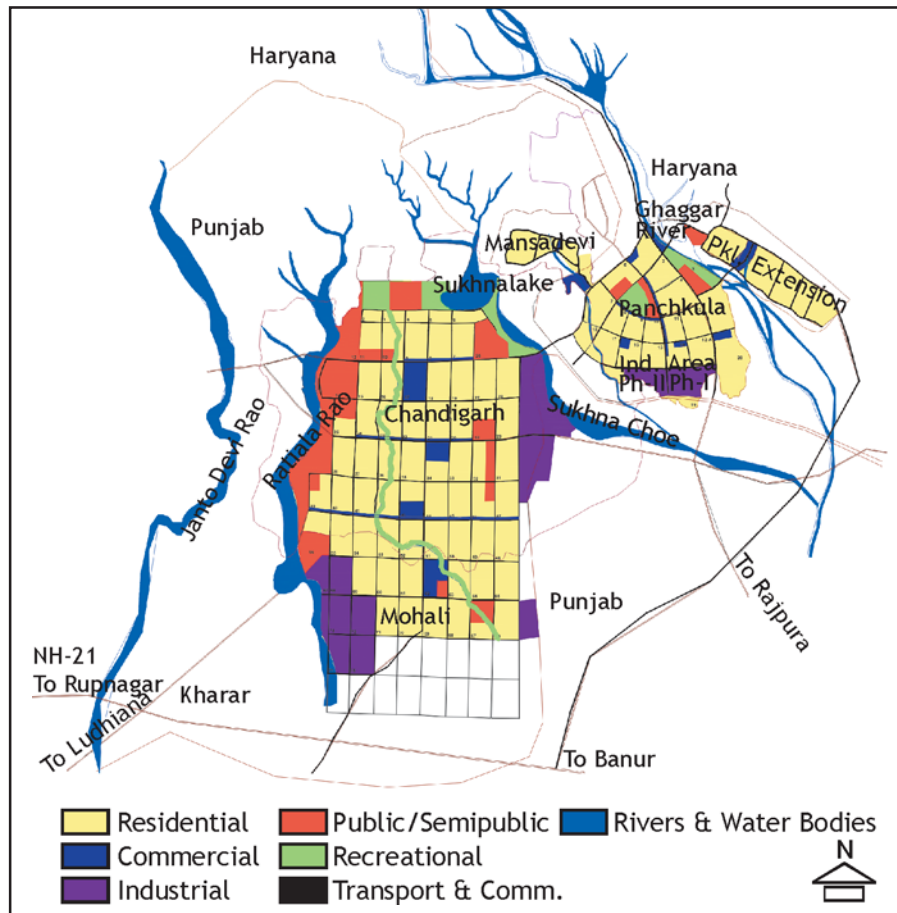 Haryana
Haryana
Punjab
Ghaggar
River
Mansadevi
Pkl. Extension
Sukhnalake
Panchkula
Ind. Area
Ph-II Ph-I
Chandigarh
Sukhna Choe
Ratiala Rao
Janto Devi Rao
Mohali
Punjab
To Rajpura
NH-21
To Rupnagar
Kharar
To Ludhiana
To Banur
Residential
Public/Semipublic
Rivers & Water Bodies
Commercial
Recreational
Industrial
Transport & Comm.
N